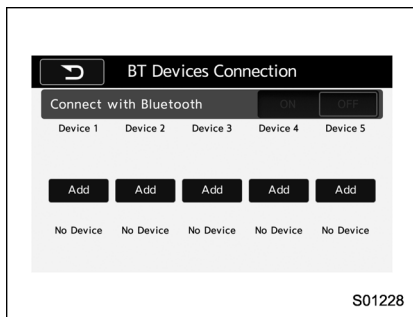 BT Devices Connection
Connect with Bluetooth ON OFF
Device 1 Device 2 Device 3 Device 4 Device 5
Add Add Add Add Add
No Device No Device No Device No Device No Device
S01228